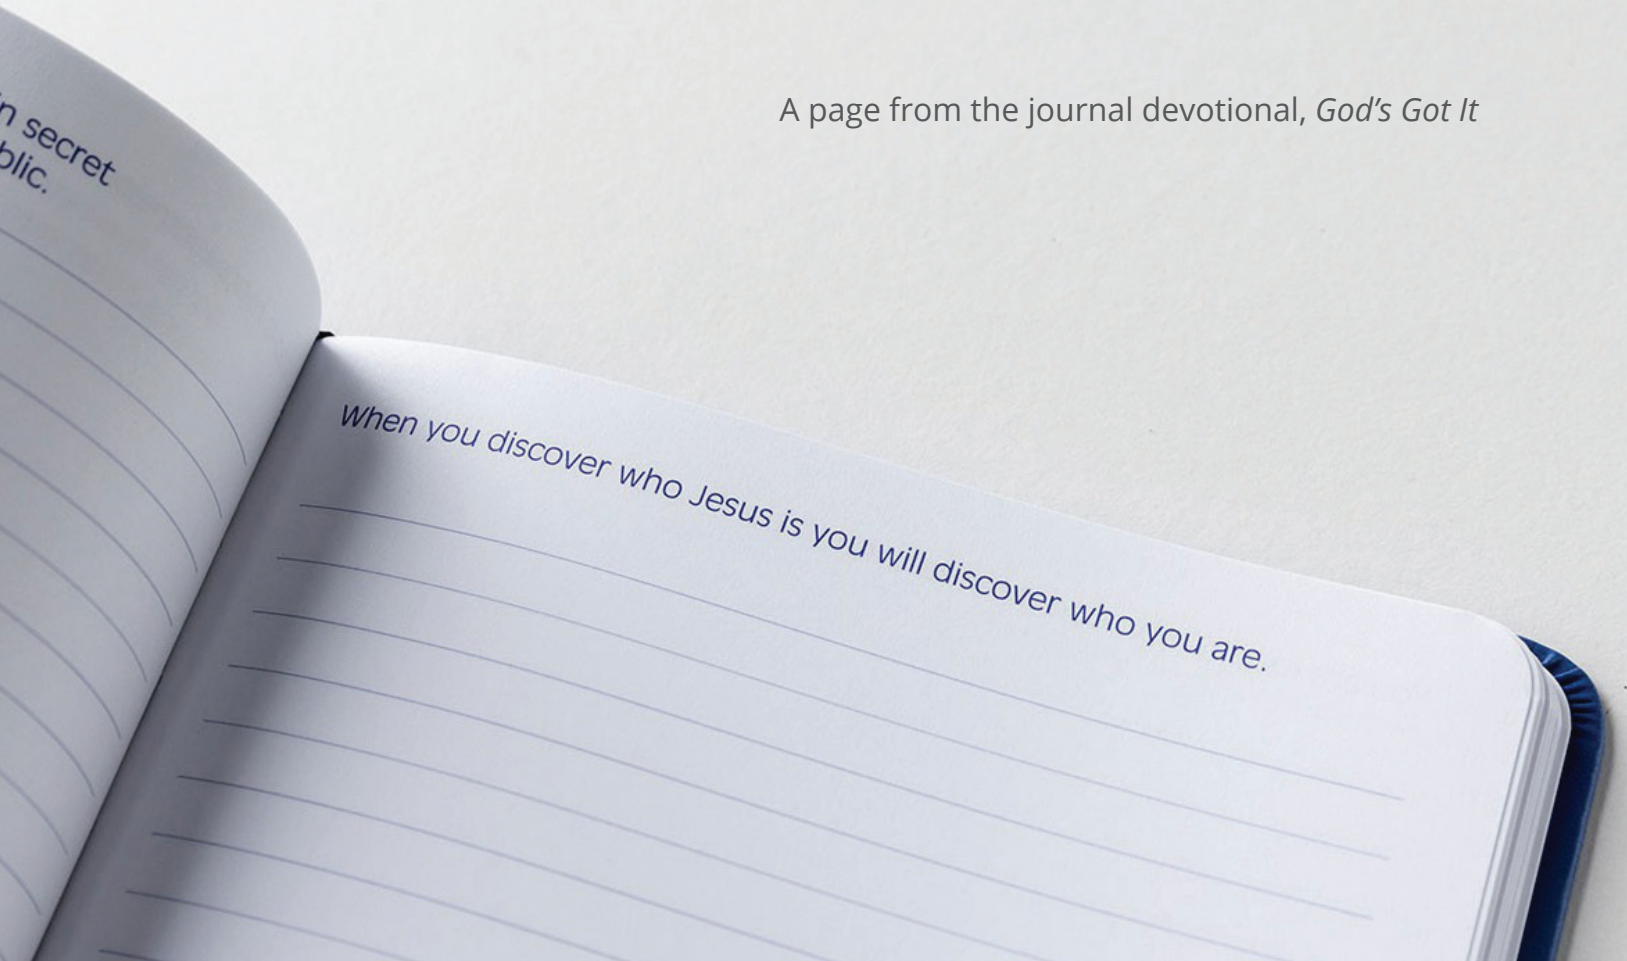 A page from the journal devotional, God's Got It
secret
When you discover who Jesus is you will discover who you are.